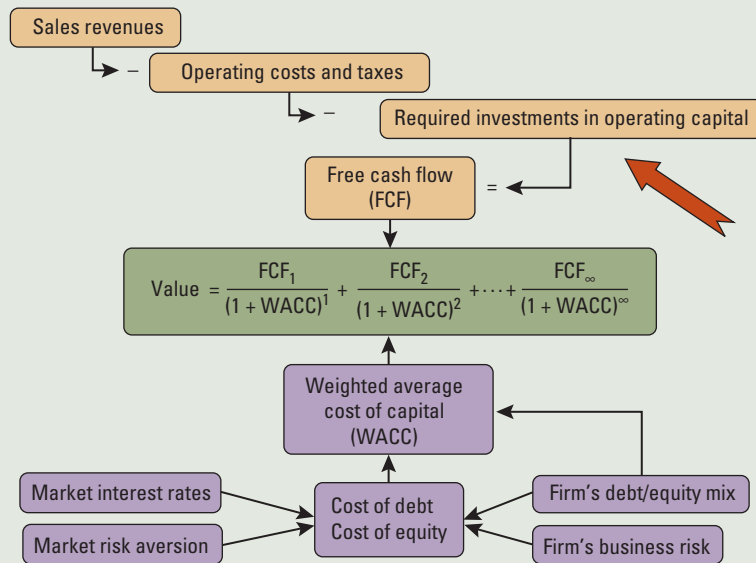 Sales revenues
– Operating costs and taxes
– Required investments in operating capital
Free cash flow
(FCF)
=
Value = FCF₁/(1 + WACC)¹ + FCF₂/(1 + WACC)² + ··· + FCF∞/(1 + WACC)∞
Weighted average
cost of capital
(WACC)
Market interest rates
Market risk aversion
Cost of debt
Cost of equity
Firm's debt/equity mix
Firm's business risk